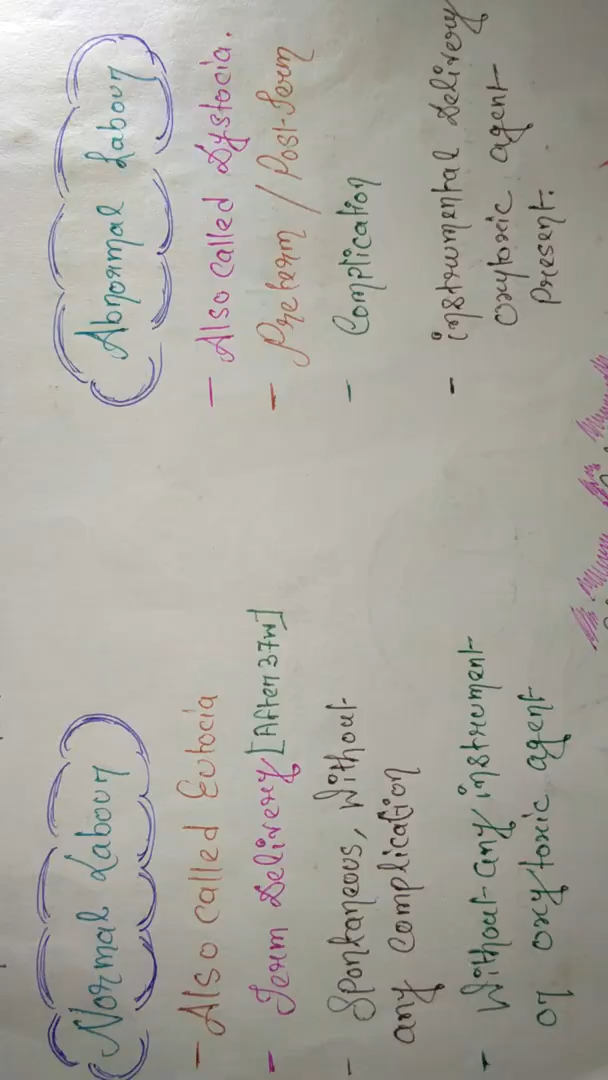 Normal Labour
- Also called Eutocia
- Term Delivery [After 37w]
- Spontaneous, Without
any complication
- Without any instrument
or oxytoxic agent
Abnormal Labour
- Also called Dystocia.
- Preterm / Post-Term
- Complication
- instrumental Delivery
oxytoxic agent
Present.